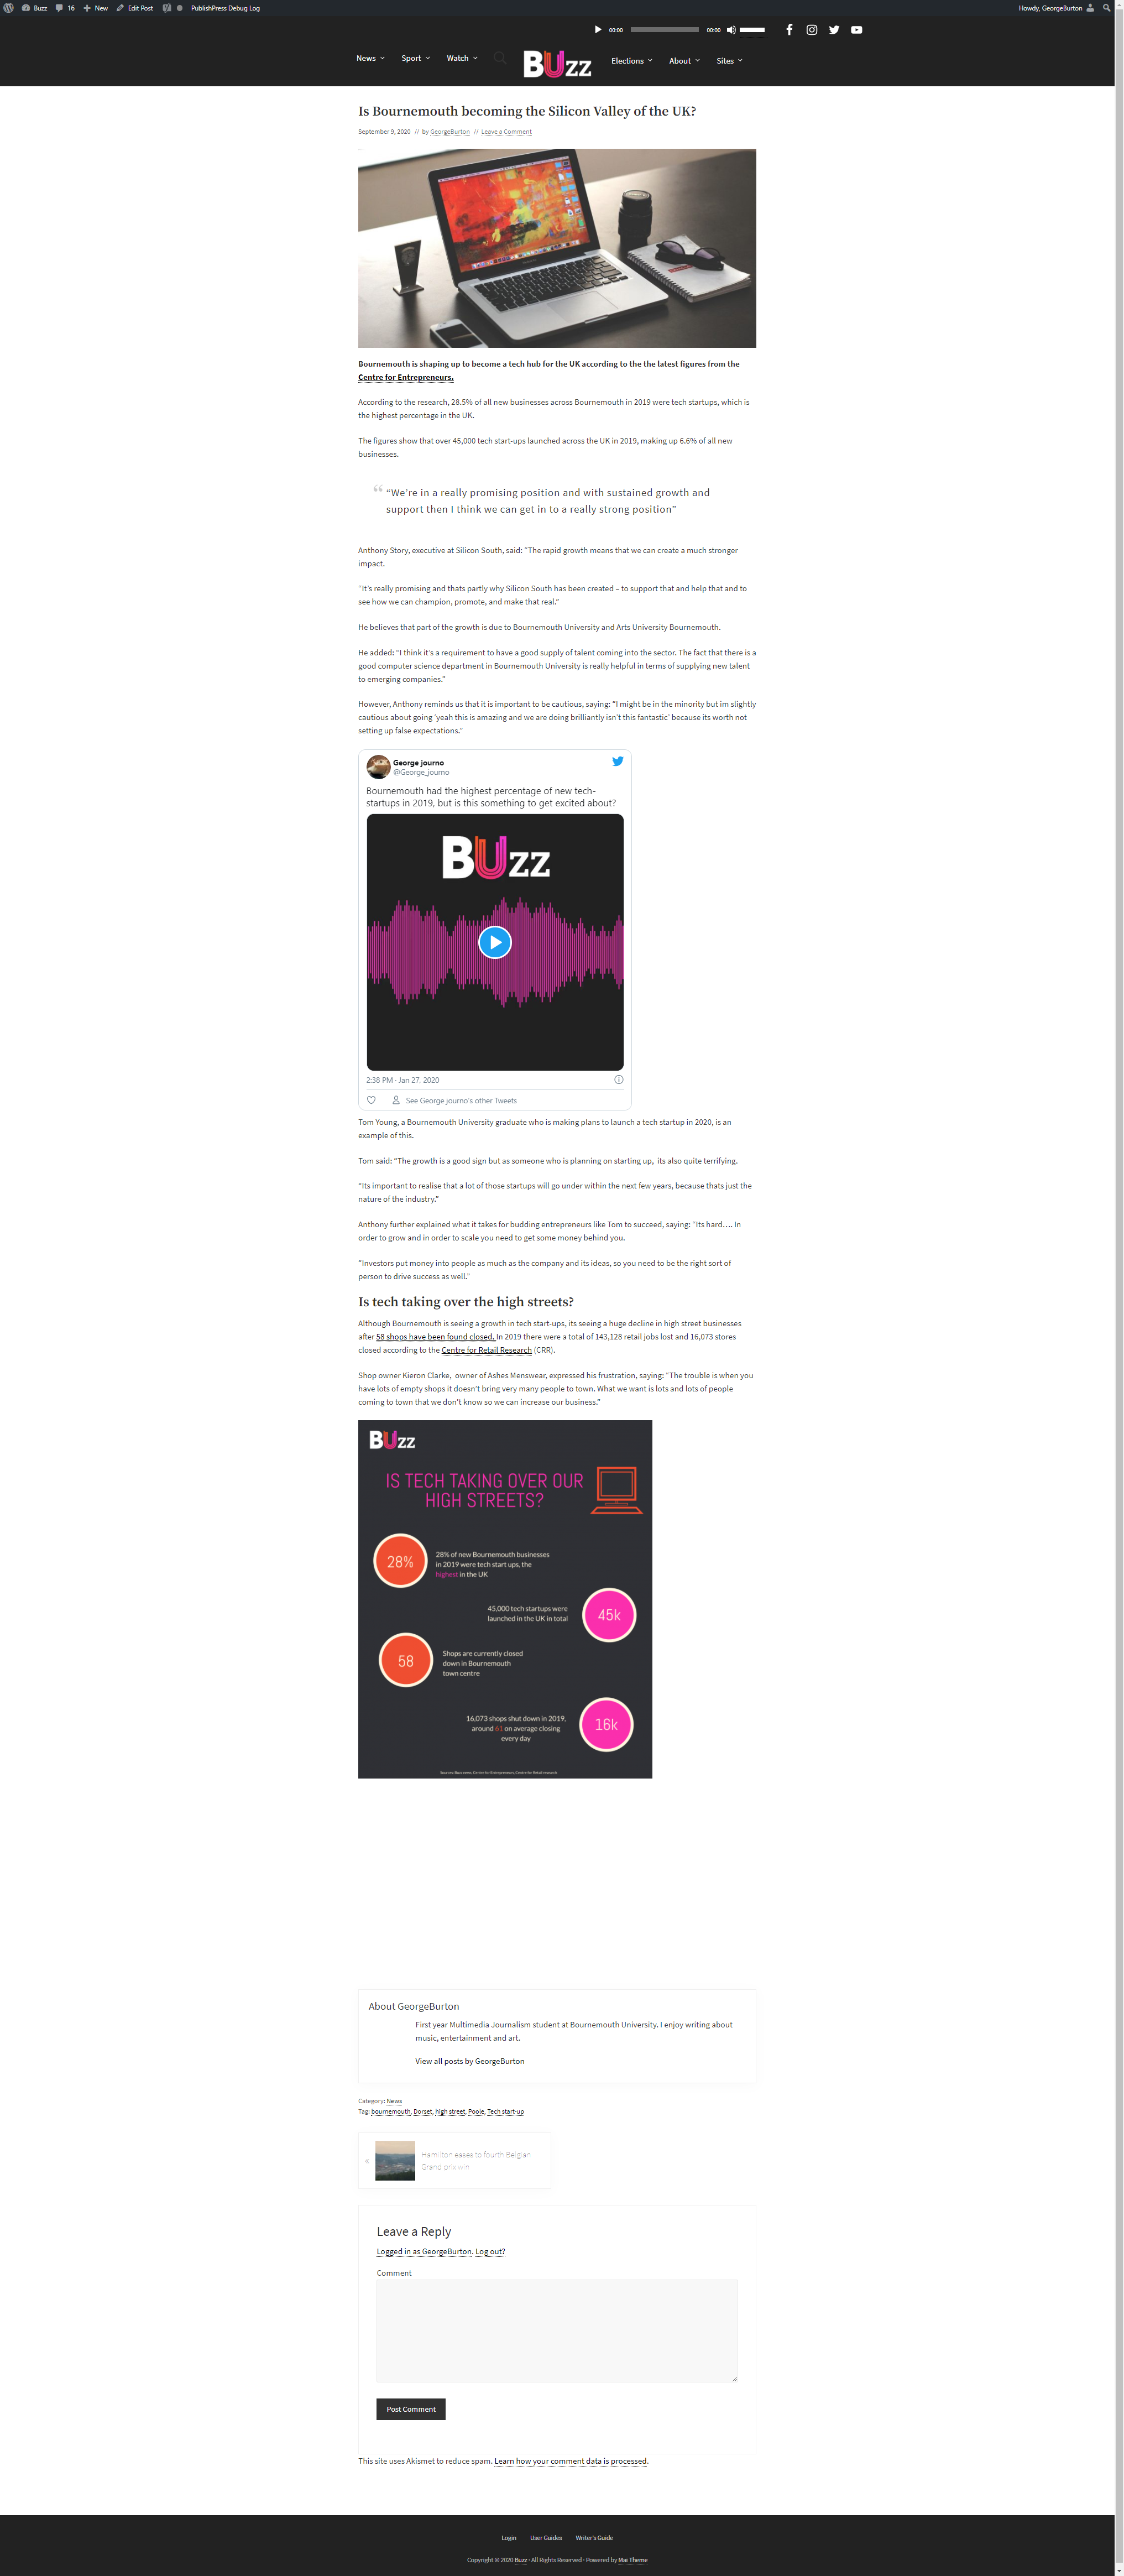 Buzz 16 New Edit Post PublishPress Debug Log Howdy, GeorgeBurton
00:00 00:00
News Sport Watch BUzz Elections About Sites
Is Bournemouth becoming the Silicon Valley of the UK?
September 9, 2020 // by GeorgeBurton // Leave a Comment
Bournemouth is shaping up to become a tech hub for the UK according to the the latest figures from the
Centre for Entrepreneurs.
According to the research, 28.5% of all new businesses across Bournemouth in 2019 were tech startups, which is
the highest percentage in the UK.
The figures show that over 45,000 tech start-ups launched across the UK in 2019, making up 6.6% of all new
businesses.
“ “We're in a really promising position and with sustained growth and
support then I think we can get in to a really strong position”
Anthony Story, executive at Silicon South, said: “The rapid growth means that we can create a much stronger
impact.
“It's really promising and thats partly why Silicon South has been created – to support that and help that and to
see how we can champion, promote, and make that real.”
He believes that part of the growth is due to Bournemouth University and Arts University Bournemouth.
He added: “I think it's a requirement to have a good supply of talent coming into the sector. The fact that there is a
good computer science department in Bournemouth University is really helpful in terms of supplying new talent
to emerging companies.”
However, Anthony reminds us that it is important to be cautious, saying: “I might be in the minority but im slightly
cautious about going ‘yeah this is amazing and we are doing brilliantly isn't this fantastic’ because its worth not
setting up false expectations.”
George journo
@George_journo
Bournemouth had the highest percentage of new tech-
startups in 2019, but is this something to get excited about?
BUzz
2:38 PM · Jan 27, 2020
See George journo's other Tweets
Tom Young, a Bournemouth University graduate who is making plans to launch a tech startup in 2020, is an
example of this.
Tom said: “The growth is a good sign but as someone who is planning on starting up, its also quite terrifying.
“Its important to realise that a lot of those startups will go under within the next few years, because thats just the
nature of the industry.”
Anthony further explained what it takes for budding entrepreneurs like Tom to succeed, saying: “Its hard…. In
order to grow and in order to scale you need to get some money behind you.
“Investors put money into people as much as the company and its ideas, so you need to be the right sort of
person to drive success as well.”
Is tech taking over the high streets?
Although Bournemouth is seeing a growth in tech start-ups, its seeing a huge decline in high street businesses
after 58 shops have been found closed. In 2019 there were a total of 143,128 retail jobs lost and 16,073 stores
closed according to the Centre for Retail Research (CRR).
Shop owner Kieron Clarke, owner of Ashes Menswear, expressed his frustration, saying: “The trouble is when you
have lots of empty shops it doesn't bring very many people to town. What we want is lots and lots of people
coming to town that we don't know so we can increase our business.”
BUzz
IS TECH TAKING OVER OUR
HIGH STREETS?
28%
28% of new Bournemouth businesses
in 2019 were tech start ups, the
highest in the UK
45,000 tech startups were
launched in the UK in total
45k
58
Shops are currently closed
down in Bournemouth
town centre
16,073 shops shut down in 2019,
around 61 on average closing
every day
16k
Sources: Buzz news, Centre for Entrepreneurs, Centre for Retail research
About GeorgeBurton
First year Multimedia Journalism student at Bournemouth University. I enjoy writing about
music, entertainment and art.
View all posts by GeorgeBurton
Category: News
Tag: bournemouth, Dorset, high street, Poole, Tech start-up
« Hamilton eases to fourth Belgian
Grand prix win
Leave a Reply
Logged in as GeorgeBurton. Log out?
Comment
Post Comment
This site uses Akismet to reduce spam. Learn how your comment data is processed.
Login User Guides Writer's Guide
Copyright © 2020 Buzz · All Rights Reserved · Powered by Mai Theme